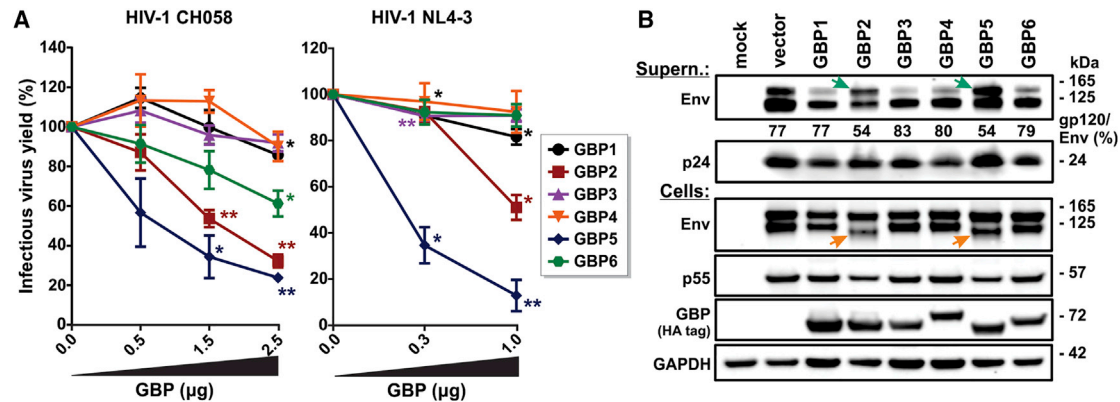 A
HIV-1 CH058
HIV-1 NL4-3
Infectious virus yield (%)
140
120
100
80
60
40
20
0
0.0
0.5
1.5
2.5
GBP (µg)
*
*
**
**
*
**
120
100
80
60
40
20
0
0.0
0.3
1.0
GBP (µg)
*
**
*
*
*
**
GBP1
GBP2
GBP3
GBP4
GBP5
GBP6
B
mock
vector
GBP1
GBP2
GBP3
GBP4
GBP5
GBP6
kDa
Supern.:
Env
- 165
- 125
gp120/
Env (%)
77 77 54 83 80 54 79
p24
- 24
Cells:
Env
- 165
- 125
p55
- 57
GBP
(HA tag)
- 72
GAPDH
- 42